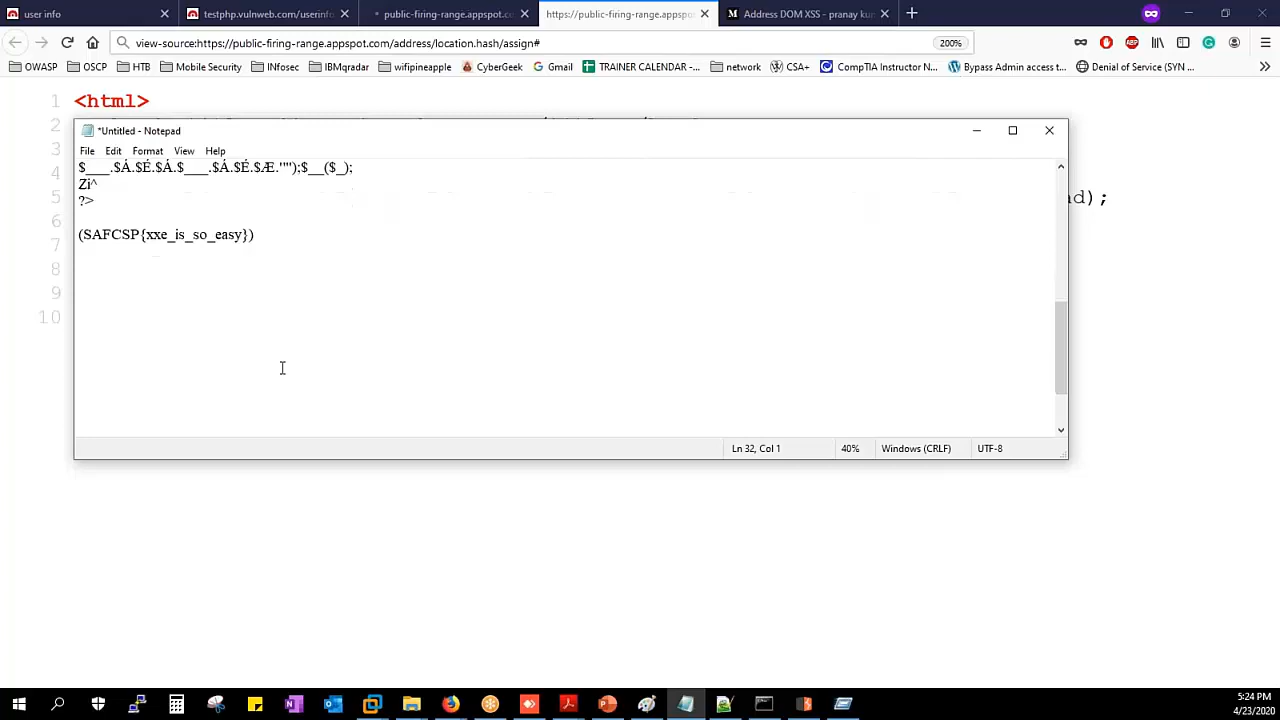 user info
testphp.vulnweb.com/userinfo
public-firing-range.appspot.co
https://public-firing-range.appspo
Address DOM XSS - pranay ku
view-source:https://public-firing-range.appspot.com/address/location.hash/assign#
200%
OWASP
OSCP
HTB
Mobile Security
INfosec
IBMqradar
wifipineapple
CyberGeek
Gmail
TRAINER CALENDAR -...
network
CSA+
CompTIA Instructor N...
Bypass Admin access t...
Denial of Service (SYN ...
1 <html>
2
3
4
5 nd);
6
7
8
9
10
*Untitled - Notepad
File Edit Format View Help
$___.$Á.$É.$Á.$___.$Á.$É.$Æ."");$__($_);
Zi^
?>
(SAFCSP{xxe_is_so_easy})
Ln 32, Col 1
40%
Windows (CRLF)
UTF-8
5:24 PM
4/23/2020